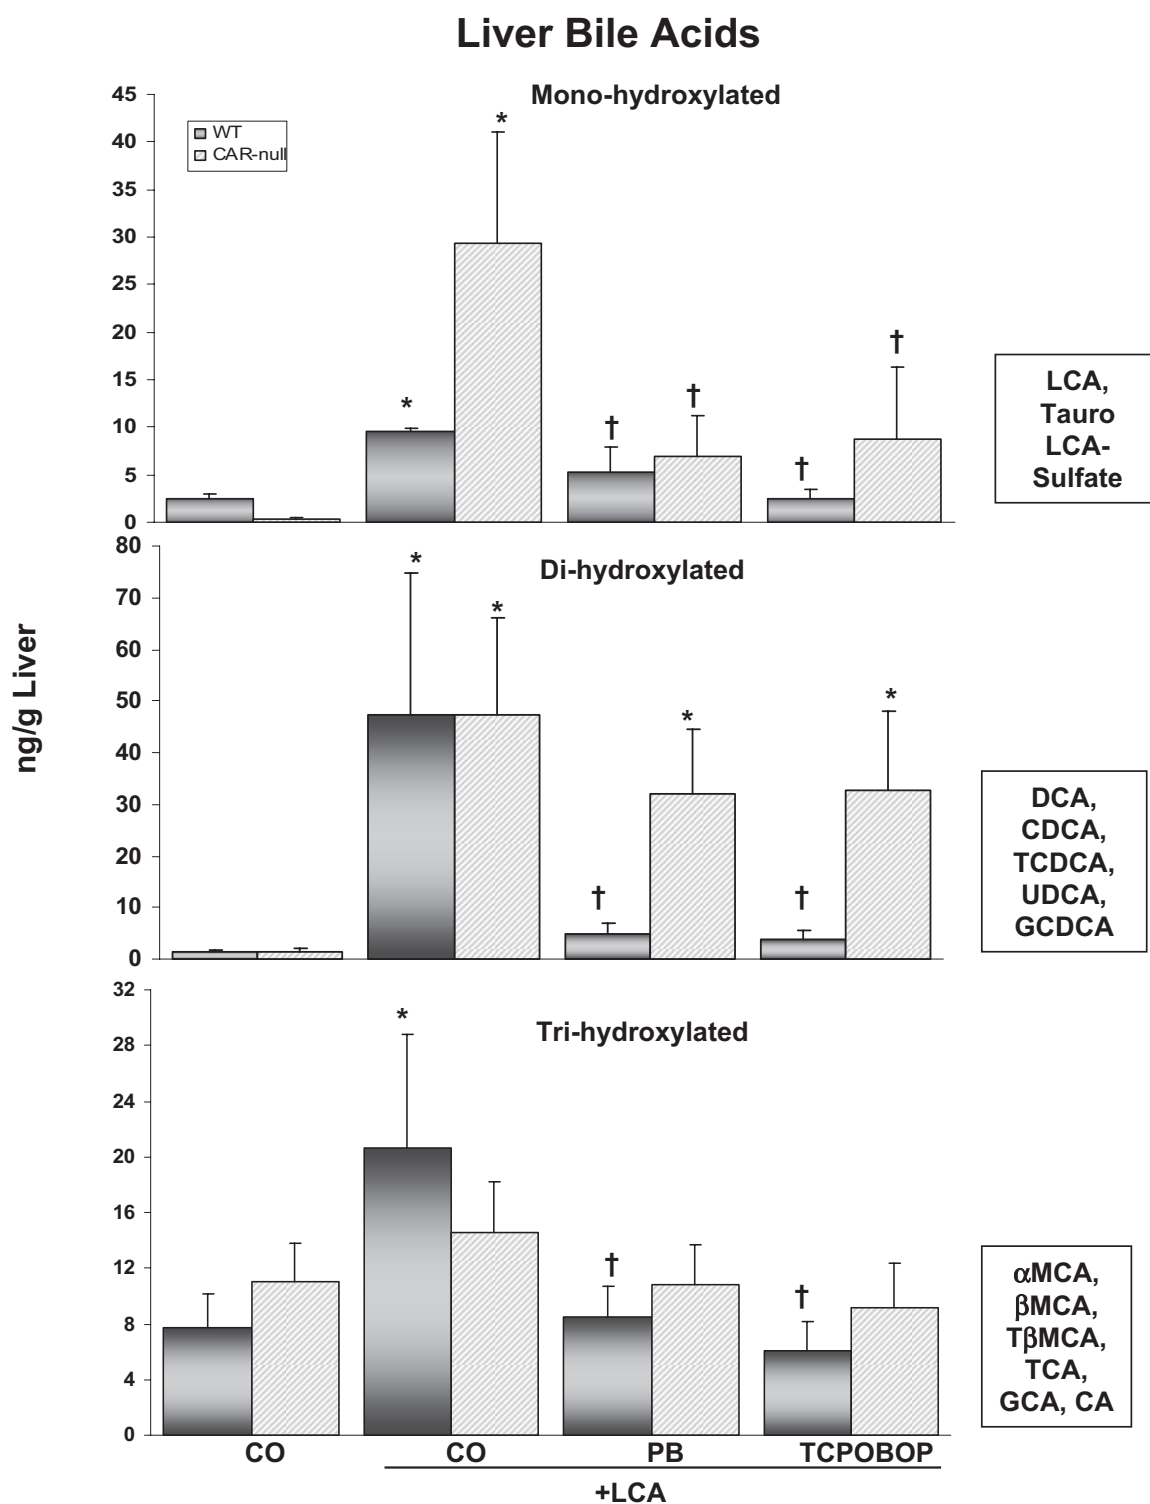 Liver Bile Acids
Mono-hydroxylated
45
40
35
30
25
20
15
10
5
0
WT
CAR-null
*
*
†
†
†
†
LCA,
Tauro
LCA-
Sulfate
ng/g Liver
Di-hydroxylated
80
70
60
50
40
30
20
10
0
*
*
†
*
†
*
DCA,
CDCA,
TCDCA,
UDCA,
GCDCA
Tri-hydroxylated
32
28
24
20
16
12
8
4
0
*
†
†
αMCA,
βMCA,
TβMCA,
TCA,
GCA, CA
CO CO PB TCPOBOP
+LCA